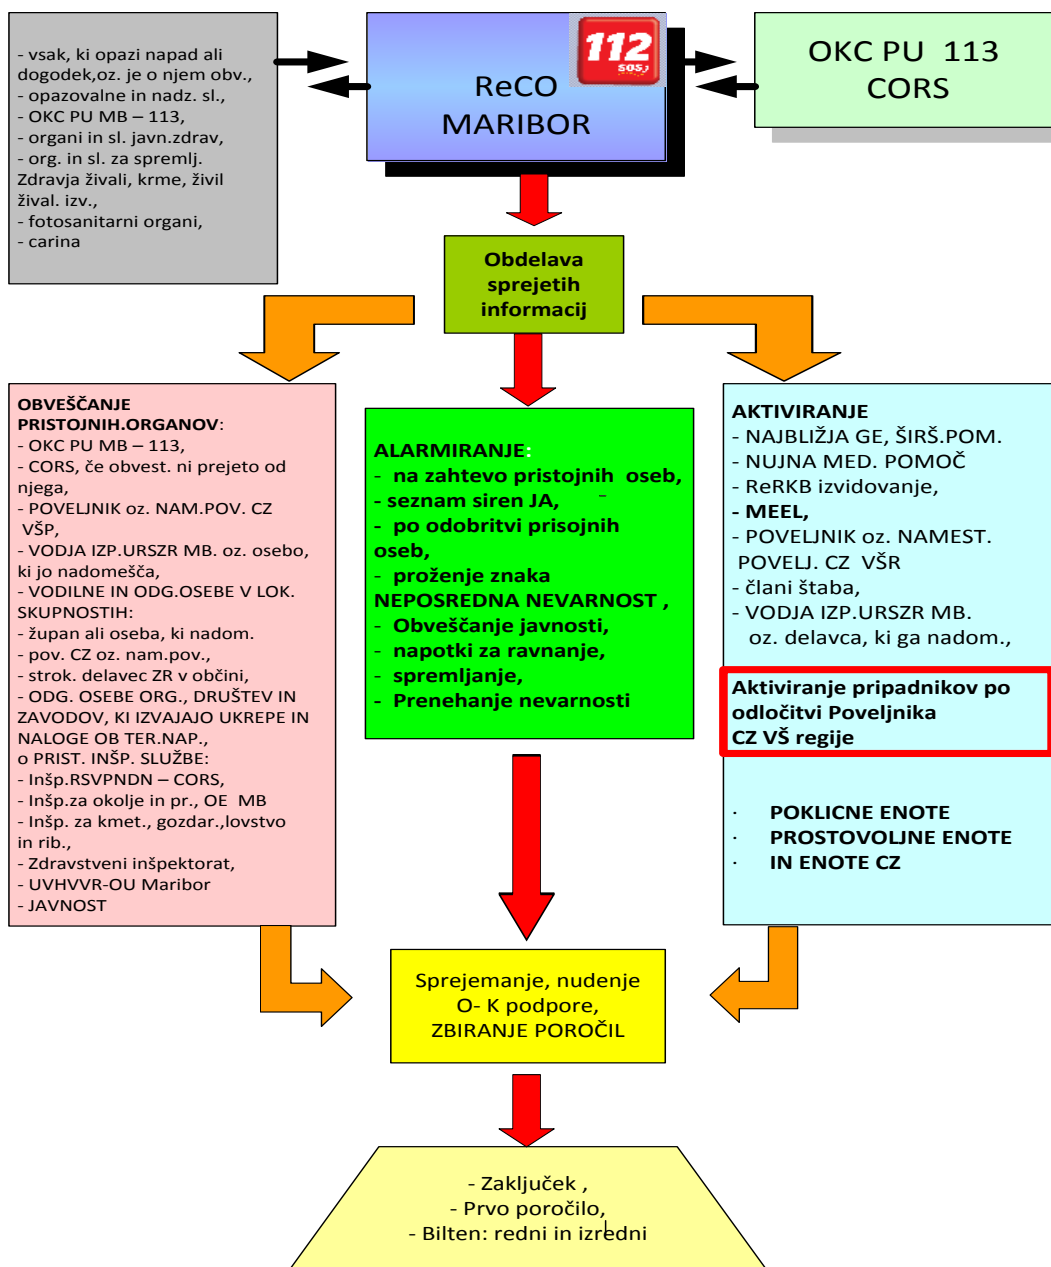 - vsak, ki opazi napad ali
dogodek,oz. je o njem obv.,
- opazovalne in nadz. sl.,
- OKC PU MB – 113,
- organi in sl. javn.zdrav,
- org. in sl. za spremlj.
Zdravja živali, krme, živil
žival. izv.,
- fotosanitarni organi,
- carina
112
SOS
ReCO
MARIBOR
OKC PU 113
CORS
Obdelava
sprejetih
informacij
OBVEŠČANJE
PRISTOJNIH.ORGANOV:
- OKC PU MB – 113,
- CORS, če obvest. ni prejeto od
njega,
- POVELJNIK oz. NAM.POV. CZ
VŠP,
- VODJA IZP.URSZR MB. oz. osebo,
ki jo nadomešča,
- VODILNE IN ODG.OSEBE V LOK.
SKUPNOSTIH:
- župan ali oseba, ki nadom.
- pov. CZ oz. nam.pov.,
- strok. delavec ZR v občini,
- ODG. OSEBE ORG., DRUŠTEV IN
ZAVODOV, KI IZVAJAJO UKREPE IN
NALOGE OB TER.NAP.,
o PRIST. INŠP. SLUŽBE:
- Inšp.RSVPNDN – CORS,
- Inšp.za okolje in pr., OE MB
- Inšp. za kmet., gozdar.,lovstvo
in rib.,
- Zdravstveni inšpektorat,
- UVHVVR-OU Maribor
- JAVNOST
ALARMIRANJE:
- na zahtevo pristojnih oseb,
- seznam siren JA, –
- po odobritvi prisojnih
oseb,
- proženje znaka
NEPOSREDNA NEVARNOST ,
- Obveščanje javnosti,
- napotki za ravnanje,
- spremljanje,
- Prenehanje nevarnosti
AKTIVIRANJE
- NAJBLIŽJA GE, ŠIRŠ.POM.
- NUJNA MED. POMOČ
- ReRKB izvidovanje,
- MEEL,
- POVELJNIK oz. NAMEST.
POVELJ. CZ VŠR
- člani štaba,
- VODJA IZP.URSZR MB.
oz. delavca, ki ga nadom.,
Aktiviranje pripadnikov po
odločitvi Poveljnika
CZ VŠ regije
· POKLICNE ENOTE
· PROSTOVOLJNE ENOTE
· IN ENOTE CZ
Sprejemanje, nudenje
O- K podpore,
ZBIRANJE POROČIL
- Zaključek ,
- Prvo poročilo,
- Bilten: redni in izredni